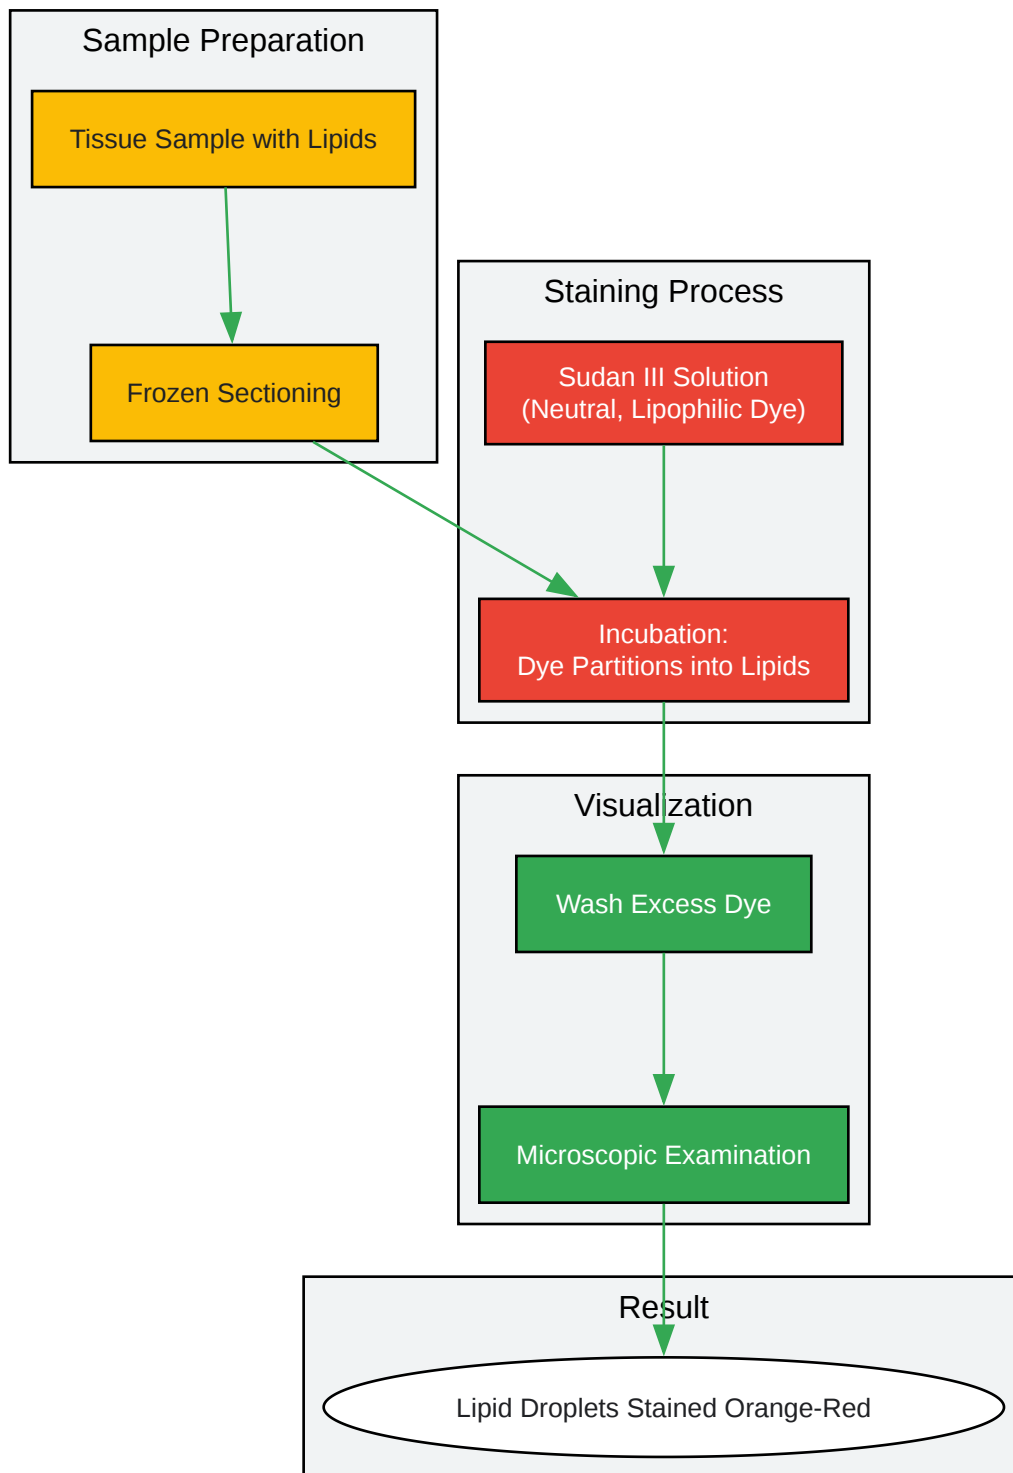 Sample Preparation
Tissue Sample with Lipids
Frozen Sectioning
Staining Process
Sudan III Solution
(Neutral, Lipophilic Dye)
Incubation:
Dye Partitions into Lipids
Visualization
Wash Excess Dye
Microscopic Examination
Result
Lipid Droplets Stained Orange-Red